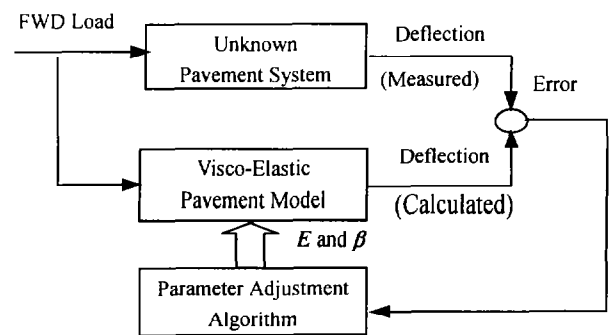 FWD Load
Unknown
Pavement System
Deflection
(Measured)
Error
Visco-Elastic
Pavement Model
Deflection
(Calculated)
E and β
Parameter Adjustment
Algorithm